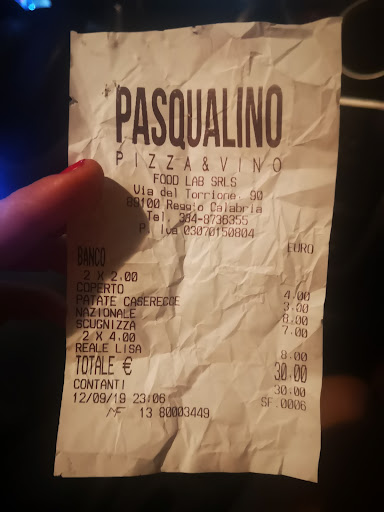 PASQUALINO
PIZZA & VINO
FOOD LAB SRLS
Via del Torrione, 90
89100 Reggio Calabria
Tel. 334-8736355
P. Iva 03070150804
EURO
BANCO
2 X 2.00
COPERTO 4.00
PATATE CASERECCE 3.00
NAZIONALE 8.00
SCUGNIZZA 7.00
2 X 4.00
REALE LISA 8.00
TOTALE € 30.00
CONTANTI 30.00
12/09/19 23:06 SF.0006
MF 13 80003449